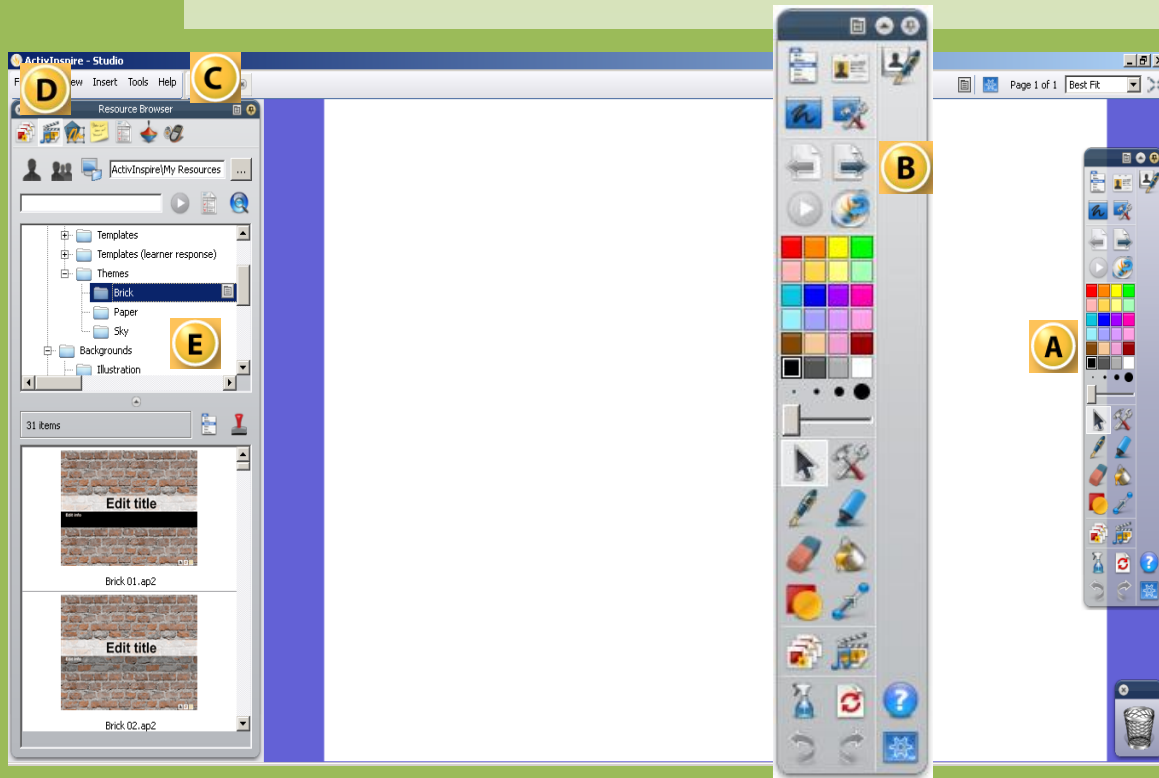 ActivInspire - Studio
F ew Insert Tools Help
D
C
Page 1 of 1 Best Fit
Resource Browser
ActivInspire\My Resources ...
B
Templates
Templates (learner response)
Themes
Brick
Paper
Sky
E
A
Backgrounds
Illustration
31 items
Edit title
Brick 01.ap2
Edit title
Brick 02.ap2